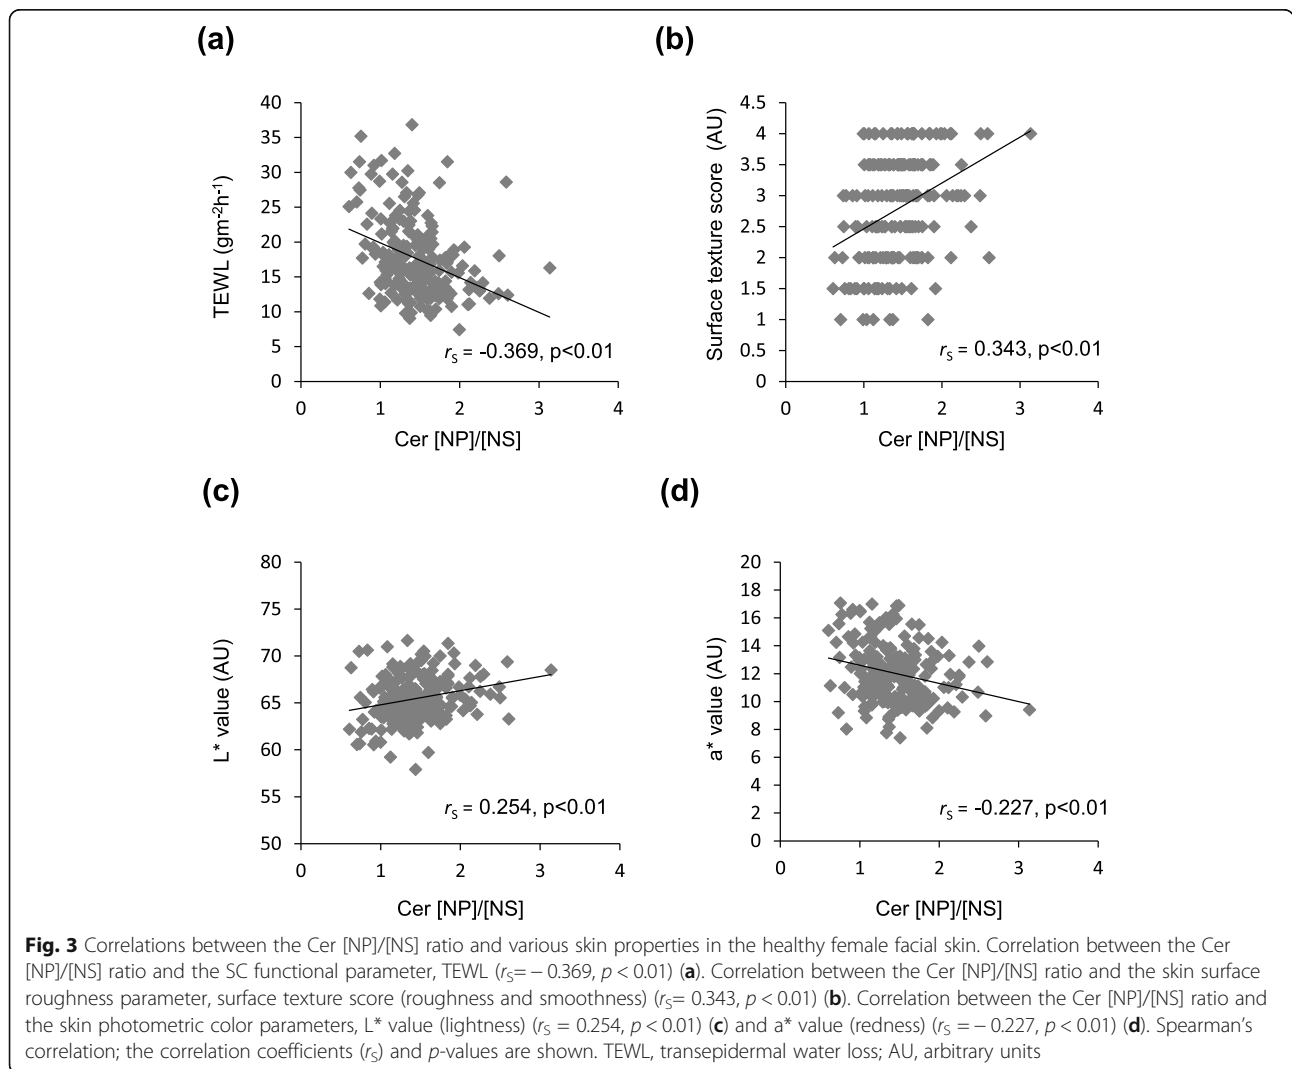 (a)
40
35
30
25
20
15
10
5
0
TEWL (gm-2h-1)
rS = -0.369, p<0.01
0 1 2 3 4
Cer [NP]/[NS]
(b)
4.5
4
3.5
3
2.5
2
1.5
1
0.5
0
Surface texture score (AU)
rS = 0.343, p<0.01
0 1 2 3 4
Cer [NP]/[NS]
(c)
80
75
70
65
60
55
50
L* value (AU)
rS = 0.254, p<0.01
0 1 2 3 4
Cer [NP]/[NS]
(d)
20
18
16
14
12
10
8
6
4
2
0
a* value (AU)
rS = -0.227, p<0.01
0 1 2 3 4
Cer [NP]/[NS]
Fig. 3 Correlations between the Cer [NP]/[NS] ratio and various skin properties in the healthy female facial skin. Correlation between the Cer
[NP]/[NS] ratio and the SC functional parameter, TEWL (rS= − 0.369, p < 0.01) (a). Correlation between the Cer [NP]/[NS] ratio and the skin surface
roughness parameter, surface texture score (roughness and smoothness) (rS= 0.343, p < 0.01) (b). Correlation between the Cer [NP]/[NS] ratio and
the skin photometric color parameters, L* value (lightness) (rS = 0.254, p < 0.01) (c) and a* value (redness) (rS = − 0.227, p < 0.01) (d). Spearman's
correlation; the correlation coefficients (rS) and p-values are shown. TEWL, transepidermal water loss; AU, arbitrary units